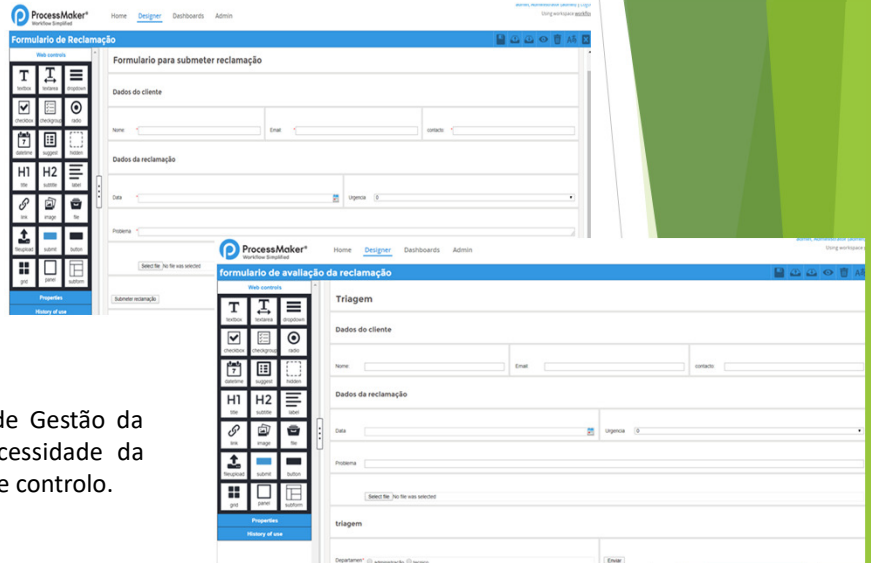 ProcessMaker®
Workflow Simplified
Home Designer Dashboards Admin
Using workspace workflow
Formulario de Reclamação
Web controls
textbox textarea dropdown
checkbox checkgroup radio
datetime suggest hidden
H1 H2
title subtitle label
link image file
fileupload submit button
grid panel subform
Properties
History of use
Formulario para submeter reclamação
Dados do cliente
Nome * Email * contacto *
Dados da reclamação
Data * Urgencia 0
Problema *
Select file No file was selected
Submeter reclamação
ProcessMaker®
Workflow Simplified
Home Designer Dashboards Admin
Using workspace
formulario de avaliação da reclamação
Web controls
textbox textarea dropdown
checkbox checkgroup radio
datetime suggest hidden
H1 H2
title subtitle label
link image file
fileupload submit button
grid panel subform
Properties
History of use
Triagem
Dados do cliente
Nome Email contacto
Dados da reclamação
Data Urgencia 0
Problema
Select file No file was selected
triagem
Departamen* administração tecnico
Enviar
de Gestão da
cessidade da
e controlo.